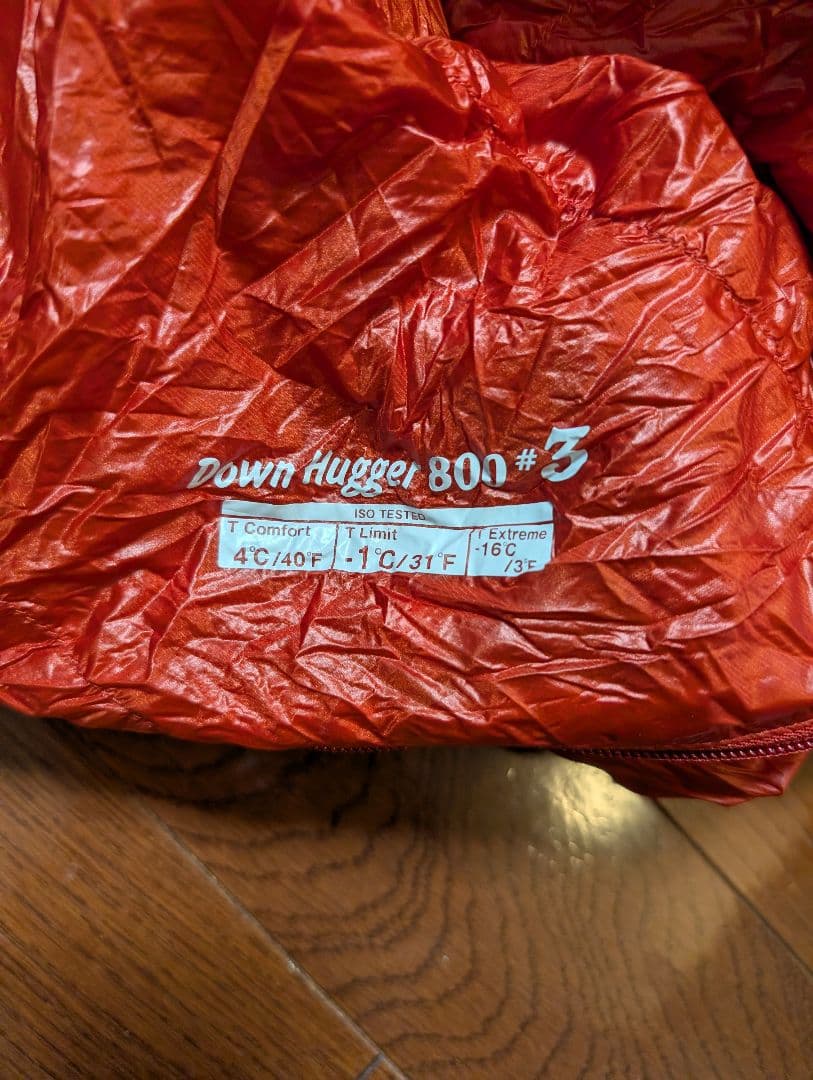 Down Hugger 800 #3
ISO TESTED
T Comfort T Limit T Extreme
4°C/40°F -1°C/31°F -16°C
/3°F